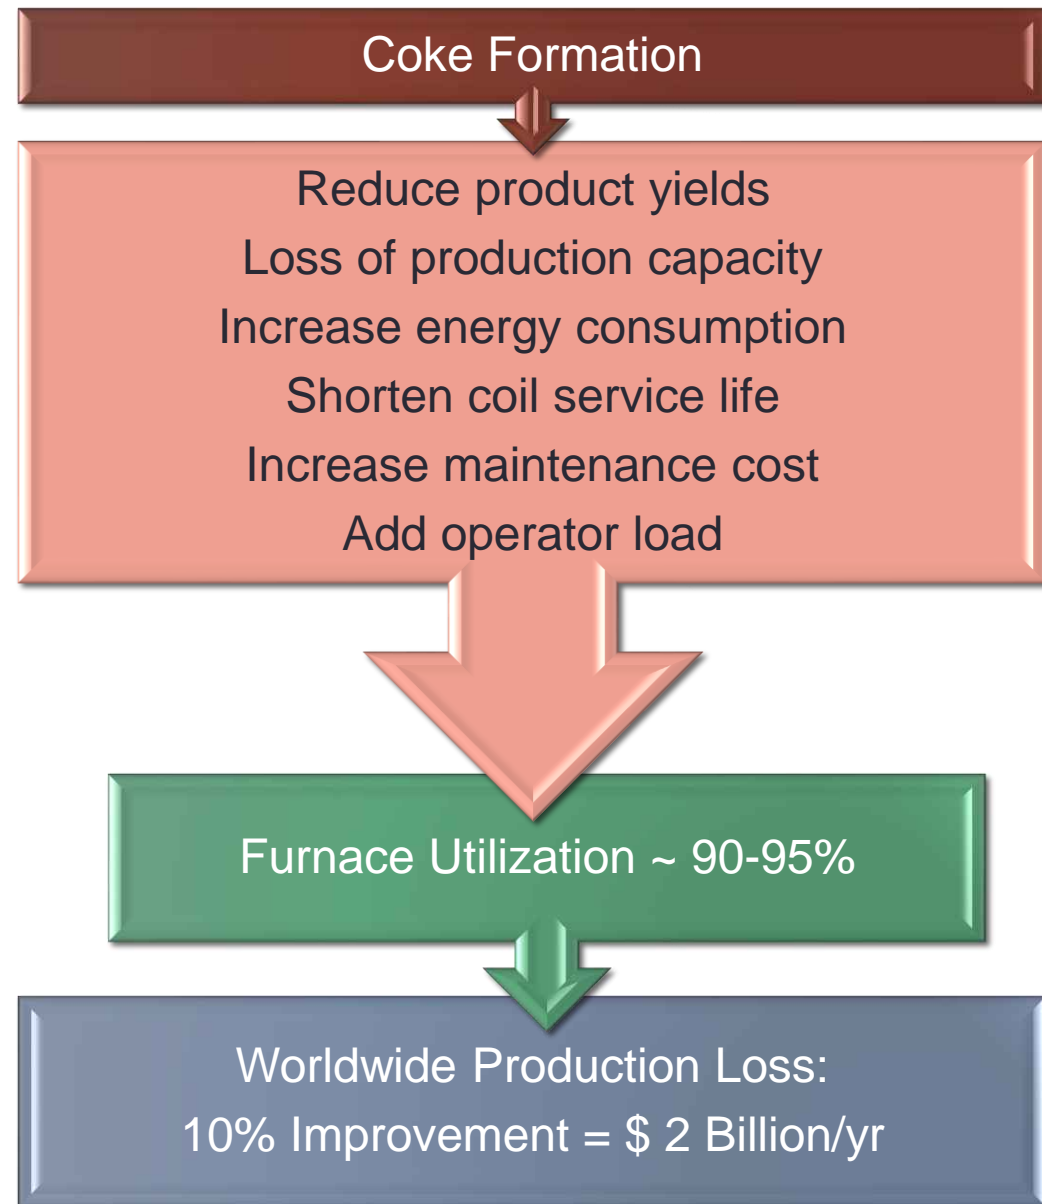 Coke Formation
Reduce product yields
Loss of production capacity
Increase energy consumption
Shorten coil service life
Increase maintenance cost
Add operator load
Furnace Utilization ~ 90-95%
Worldwide Production Loss:
10% Improvement = $ 2 Billion/yr